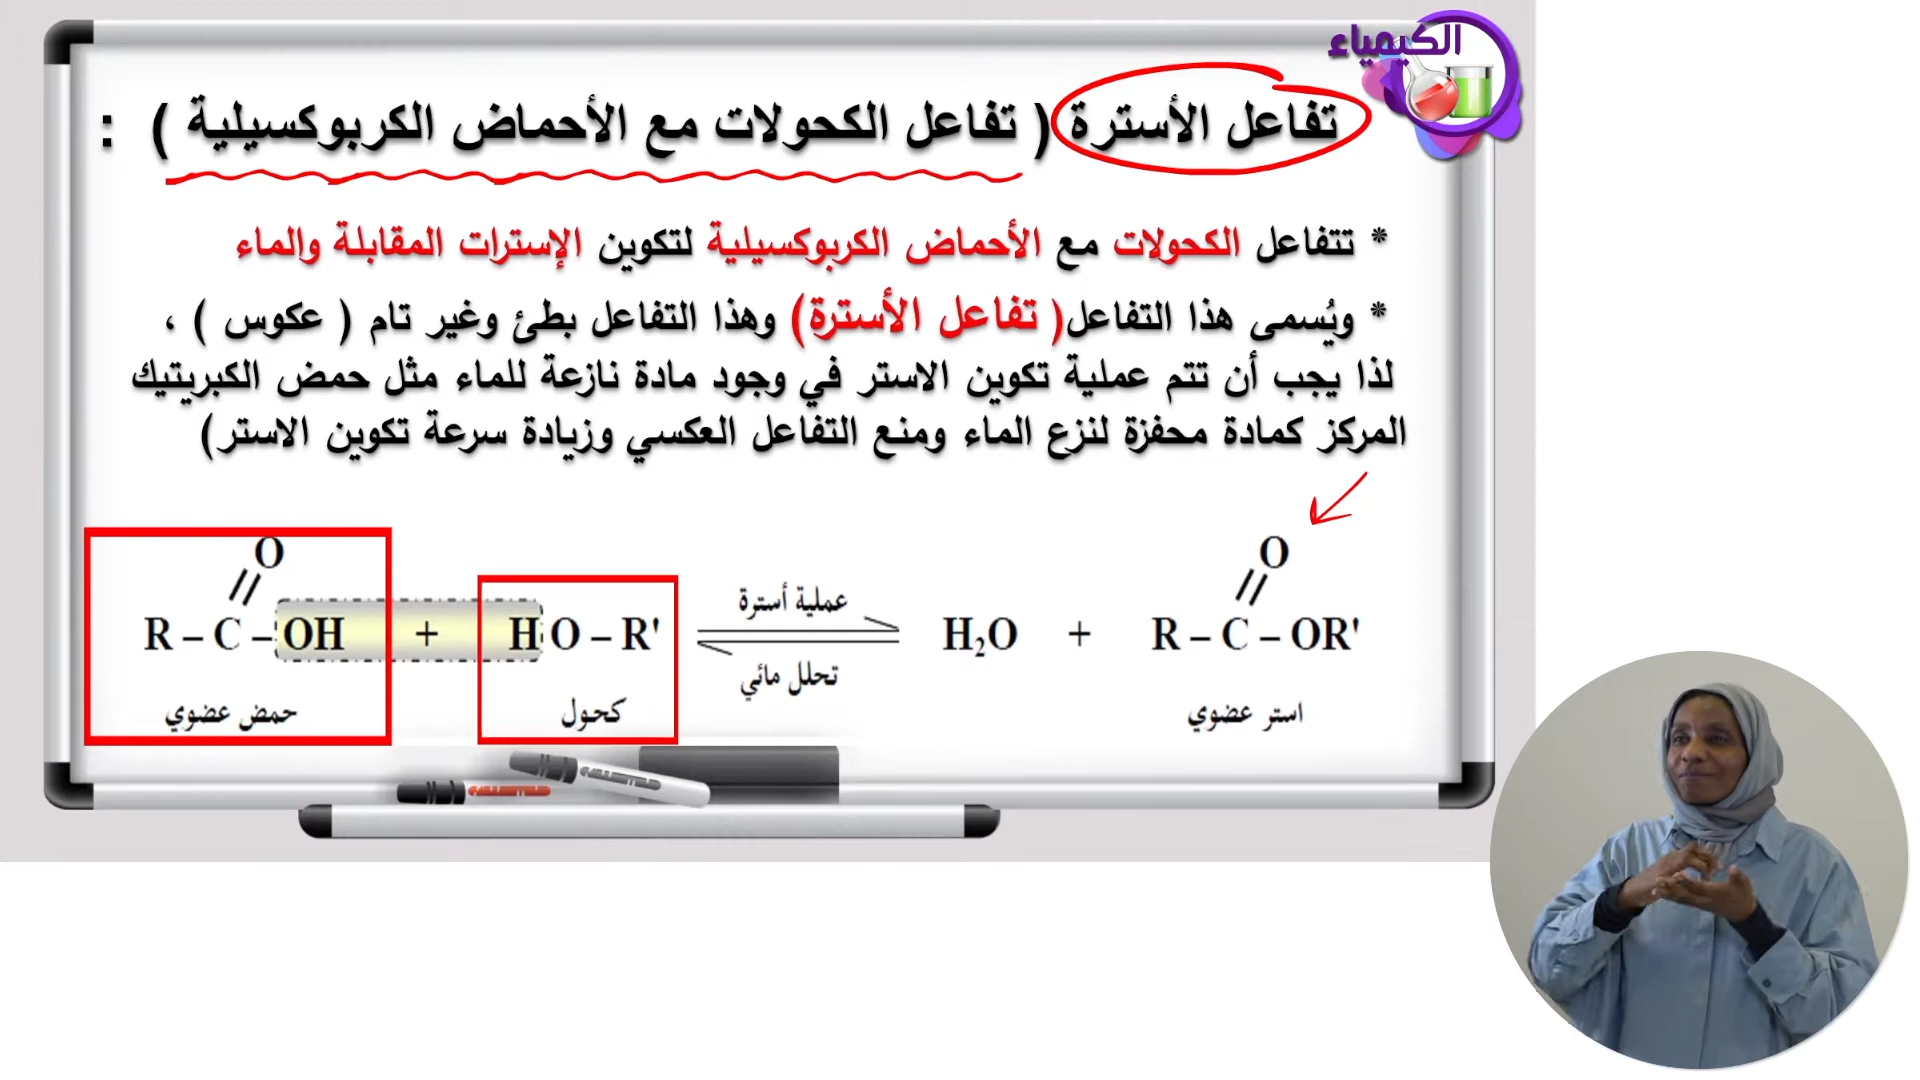 الكيمياء
تفاعل الأسترة ( تفاعل الكحولات مع الأحماض الكربوكسيلية ) :
* تتفاعل الكحولات مع الأحماض الكربوكسيلية لتكوين الإسترات المقابلة والماء
* ويُسمى هذا التفاعل( تفاعل الأسترة) وهذا التفاعل بطئ وغير تام ( عكوس ) ،
لذا يجب أن تتم عملية تكوين الاستر في وجود مادة نازعة للماء مثل حمض الكبريتيك
المركز كمادة محفزة لنزع الماء ومنع التفاعل العكسي وزيادة سرعة تكوين الاستر)
O O
عملية أسترة
R – C – OH + H O – R' H₂O + R – C – OR'
تحلل مائي
حمض عضوي كحول استر عضوي